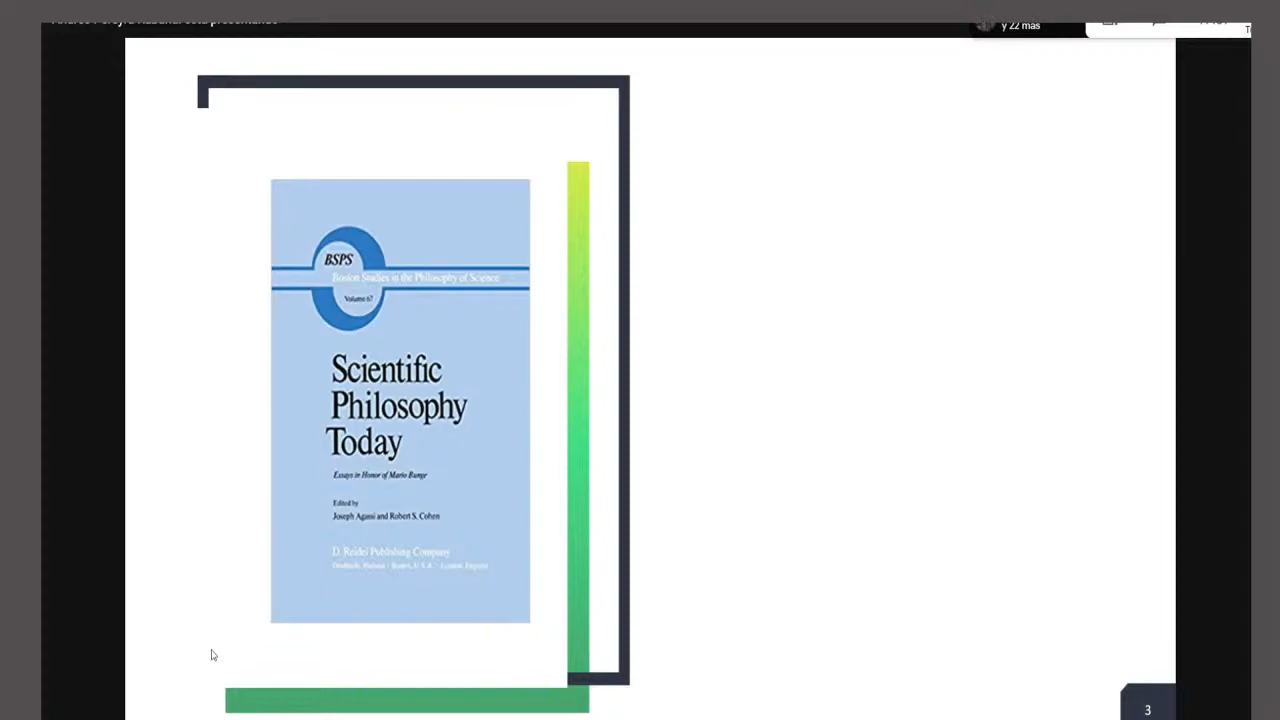 y 22 más
BSPS
Boston Studies in the Philosophy of Science
Volume 67
Scientific
Philosophy
Today
Essays in Honor of Mario Bunge
Edited by
Joseph Agassi and Robert S. Cohen
D. Reidel Publishing Company
3